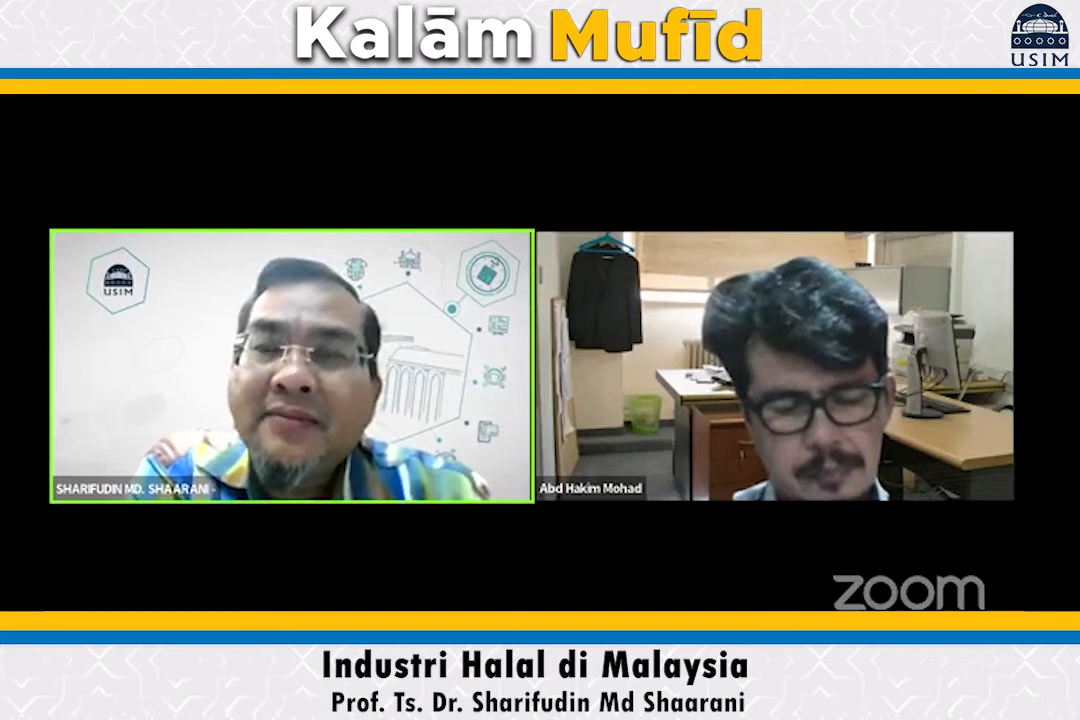 Kalām Mufīd
USIM
USIM
SHARIFUDIN MD. SHAARANI -
Abd Hakim Mohad
zoom
Industri Halal di Malaysia
Prof. Ts. Dr. Sharifudin Md Shaarani